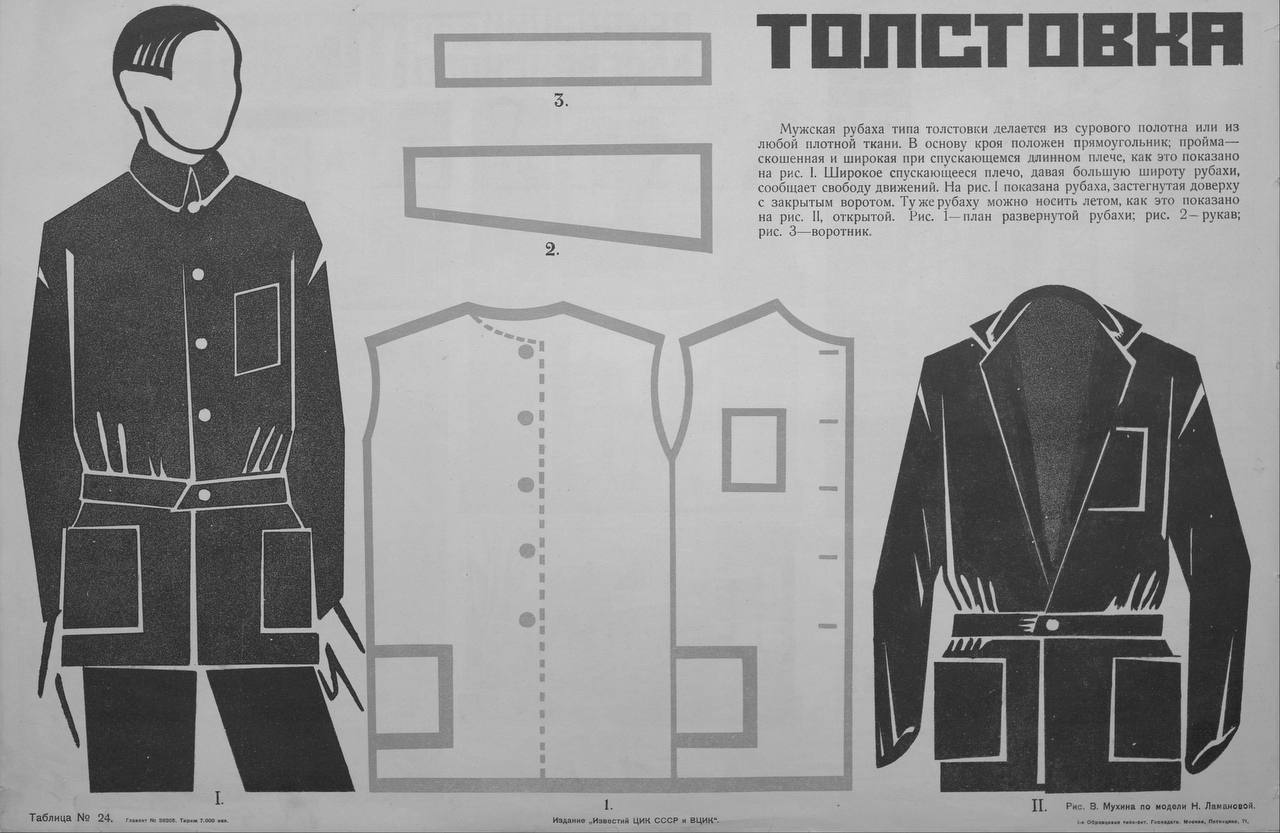 ТОЛСТОВКА
Мужская рубаха типа толстовки делается из сурового полотна или из
любой плотной ткани. В основу кроя положен прямоугольник; пройма—
скошенная и широкая при спускающемся длинном плече, как это показано
на рис. I. Широкое спускающееся плечо, давая большую широту рубахи,
сообщает свободу движений. На рис. I показана рубаха, застегнутая доверху
с закрытым воротом. Ту же рубаху можно носить летом, как это показано
на рис. II, открытой. Рис. 1—план развернутой рубахи; рис. 2—рукав;
рис. 3—воротник.
3.
2.
I.
1.
II.
Рис. В. Мухина по модели Н. Ламановой.
Таблица № 24.
Тираж 7.000 экз.
Издание „Известий ЦИК СССР и ВЦИК".
1-я Образцовая типо-лит. Госиздата. Москва, Пятницкая, 71.